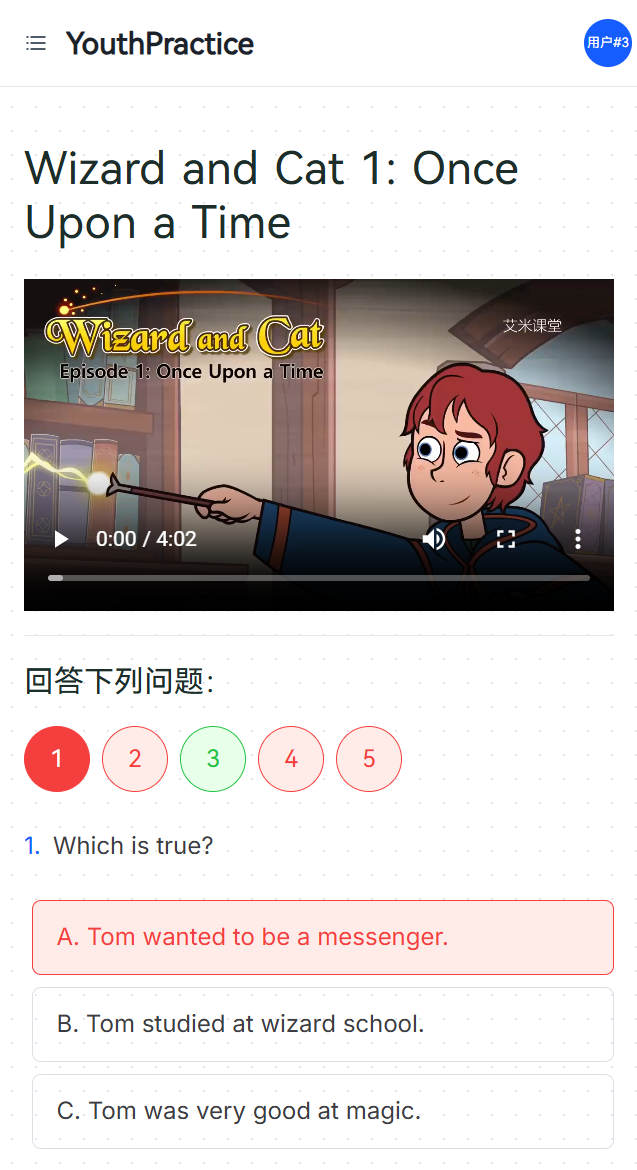 YouthPractice
用户#3
Wizard and Cat 1: Once
Upon a Time
Wizard and Cat
Episode 1: Once Upon a Time
艾米课堂
0:00 / 4:02
回答下列问题：
1 2 3 4 5
1. Which is true?
A. Tom wanted to be a messenger.
B. Tom studied at wizard school.
C. Tom was very good at magic.